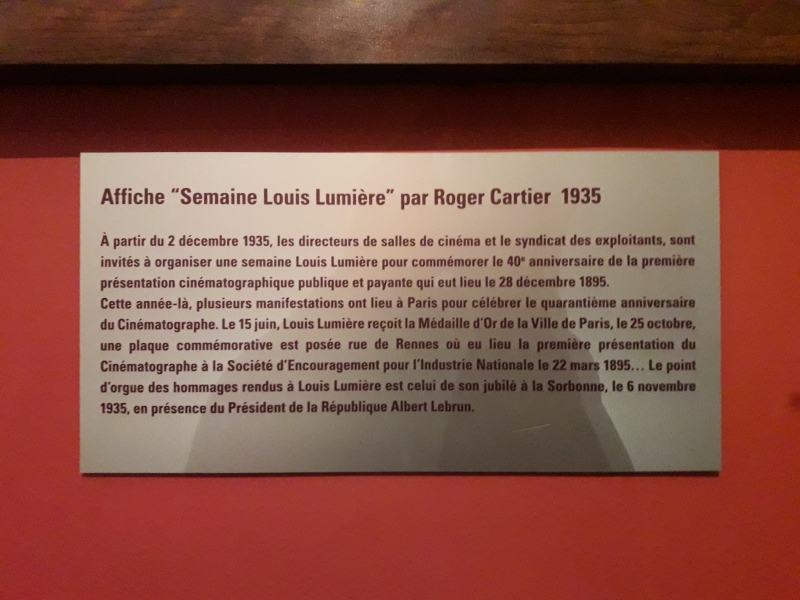 Affiche “Semaine Louis Lumière” par Roger Cartier 1935
À partir du 2 décembre 1935, les directeurs de salles de cinéma et le syndicat des exploitants, sont
invités à organiser une semaine Louis Lumière pour commémorer le 40e anniversaire de la première
présentation cinématographique publique et payante qui eut lieu le 28 décembre 1895.
Cette année-là, plusieurs manifestations ont lieu à Paris pour célébrer le quarantième anniversaire
du Cinématographe. Le 15 juin, Louis Lumière reçoit la Médaille d’Or de la Ville de Paris, le 25 octobre,
une plaque commémorative est posée rue de Rennes où eu lieu la première présentation du
Cinématographe à la Société d’Encouragement pour l’Industrie Nationale le 22 mars 1895… Le point
d’orgue des hommages rendus à Louis Lumière est celui de son jubilé à la Sorbonne, le 6 novembre
1935, en présence du Président de la République Albert Lebrun.